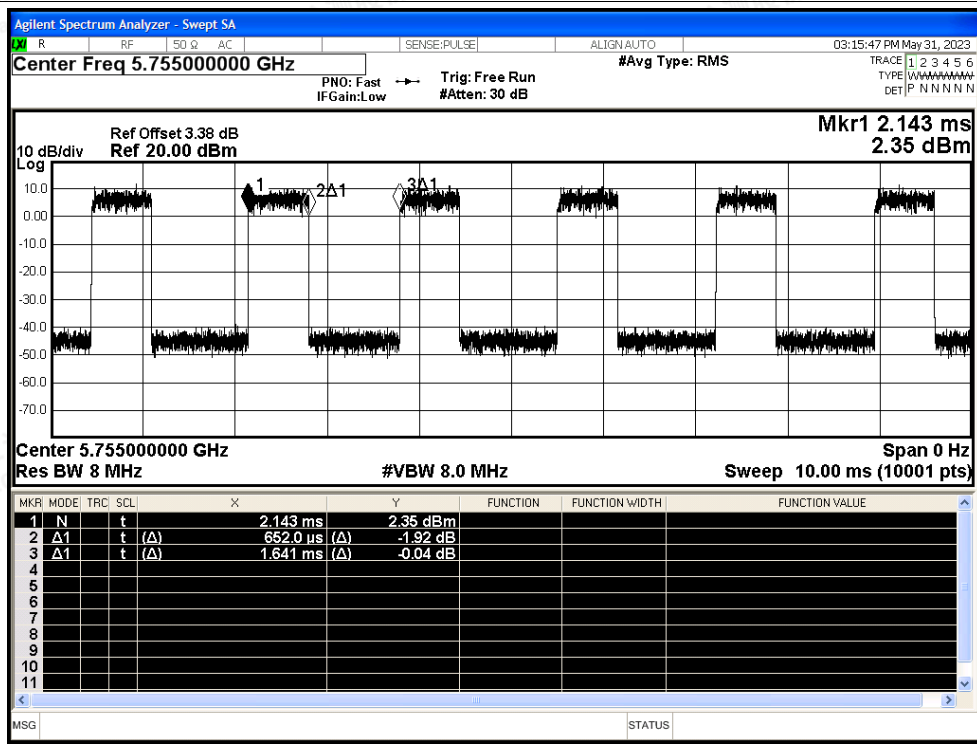 Agilent Spectrum Analyzer - Swept SA
LXI R RF 50 Ω AC SENSE:PULSE ALIGN AUTO 03:15:47 PM May 31, 2023
Center Freq 5.755000000 GHz
PNO: Fast
IFGain:Low
Trig: Free Run
#Atten: 30 dB
#Avg Type: RMS
TRACE 1 2 3 4 5 6
TYPE WWWWWW
DET P N N N N N
Mkr1 2.143 ms
2.35 dBm
Ref Offset 3.38 dB
10 dB/div Ref 20.00 dBm
Log
10.0
0.00
-10.0
-20.0
-30.0
-40.0
-50.0
-60.0
-70.0
1 2Δ1 3Δ1
Center 5.755000000 GHz Span 0 Hz
Res BW 8 MHz #VBW 8.0 MHz Sweep 10.00 ms (10001 pts)
MKR MODE TRC SCL X Y FUNCTION FUNCTION WIDTH FUNCTION VALUE
1 N t 2.143 ms 2.35 dBm
2 Δ1 t (Δ) 652.0 µs (Δ) -1.92 dB
3 Δ1 t (Δ) 1.641 ms (Δ) -0.04 dB
4
5
6
7
8
9
10
11
MSG STATUS